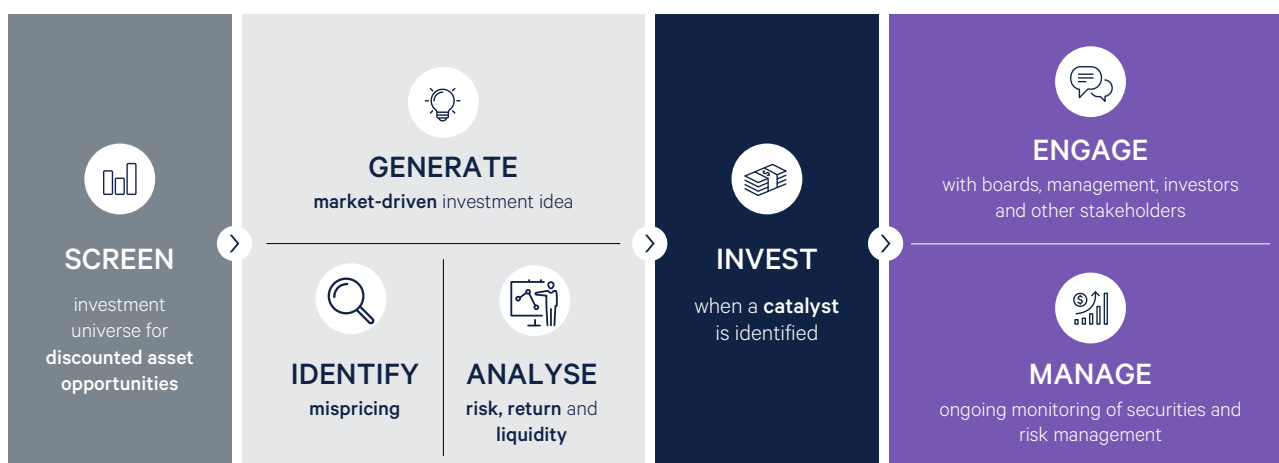 SCREEN
investment
universe for
discounted asset
opportunities
GENERATE
market-driven investment idea
IDENTIFY
mispricing
ANALYSE
risk, return and
liquidity
INVEST
when a catalyst
is identified
ENGAGE
with boards, management, investors
and other stakeholders
MANAGE
ongoing monitoring of securities and
risk management